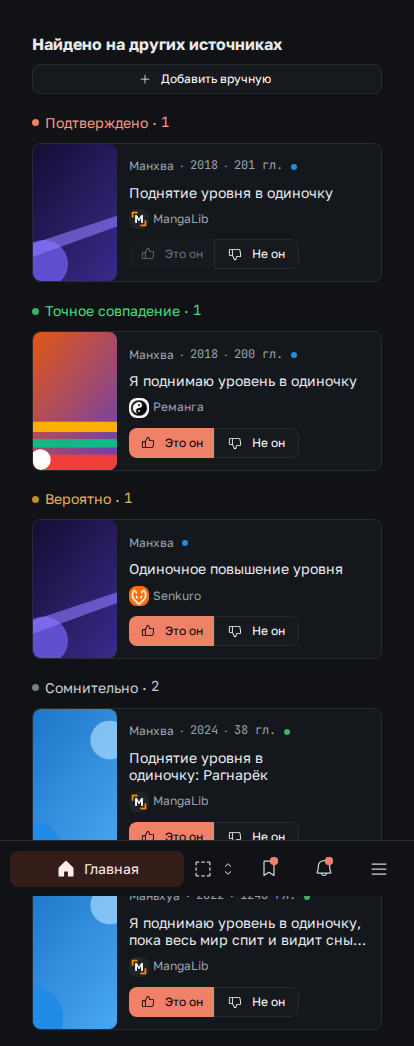 Найдено на других источниках
+ Добавить вручную
Подтверждено · 1
Манхва · 2018 · 201 гл.
Поднятие уровня в одиночку
MangaLib
Это он Не он
Точное совпадение · 1
Манхва · 2018 · 200 гл.
Я поднимаю уровень в одиночку
Реманга
Это он Не он
Вероятно · 1
Манхва
Одиночное повышение уровня
Senkuro
Это он Не он
Сомнительно · 2
Манхва · 2024 · 38 гл.
Поднятие уровня в
одиночку: Рагнарёк
MangaLib
Это он Не он
Главная
Я поднимаю уровень в одиночку,
пока весь мир спит и видит сны...
MangaLib
Это он Не он